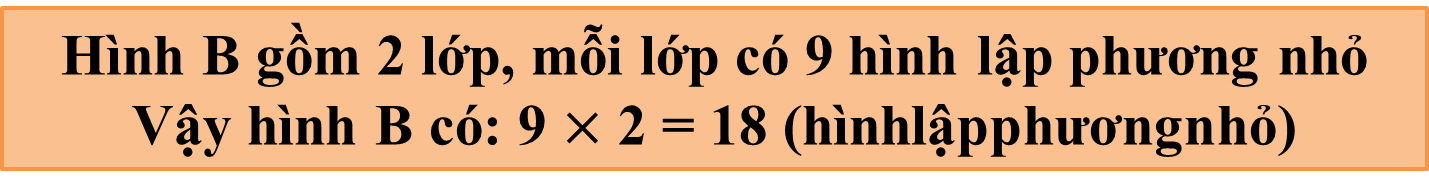 Hình B gồm 2 lớp, mỗi lớp có 9 hình lập phương nhỏ
Vậy hình B có: 9 × 2 = 18 (hìnhlậpphươngnhỏ)